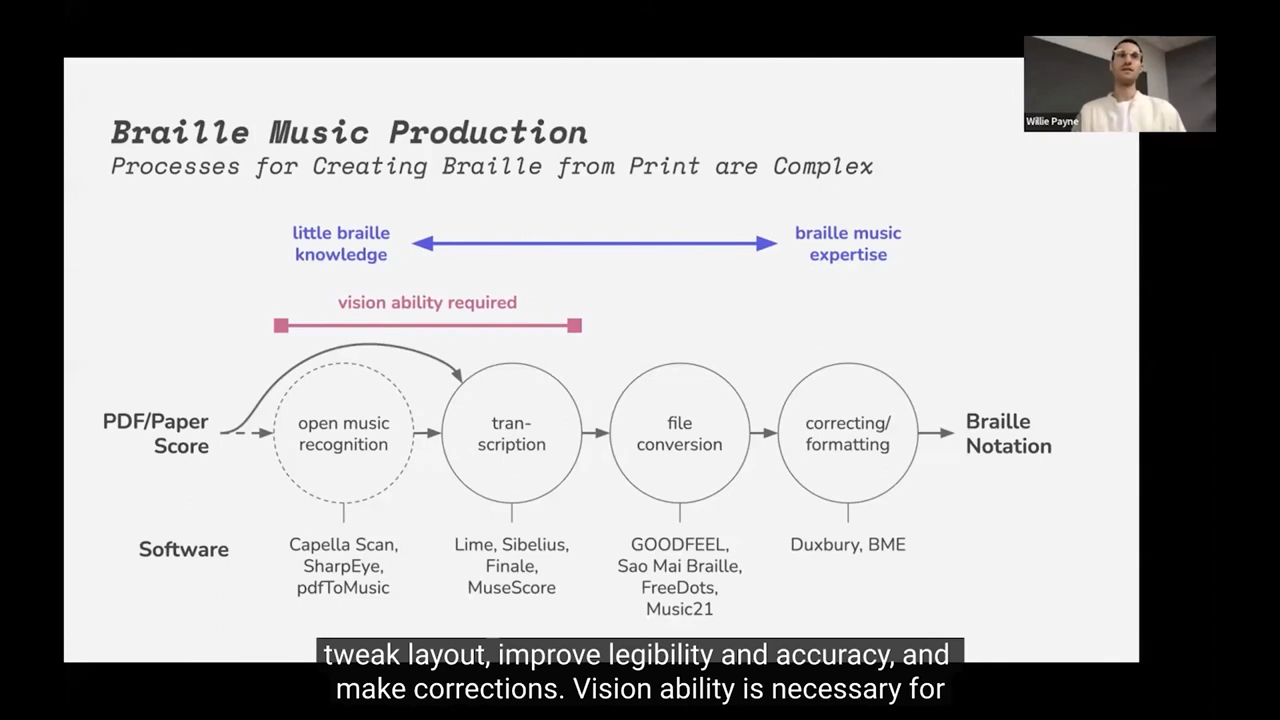 Willie Payne
Braille Music Production
Processes for Creating Braille from Print are Complex
little braille
knowledge
braille music
expertise
vision ability required
PDF/Paper
Score
open music
recognition
tran-
scription
file
conversion
correcting/
formatting
Braille
Notation
Software
Capella Scan,
SharpEye,
pdfToMusic
Lime, Sibelius,
Finale,
MuseScore
GOODFEEL,
Sao Mai Braille,
FreeDots,
Music21
Duxbury, BME
tweak layout, improve legibility and accuracy, and
make corrections. Vision ability is necessary for